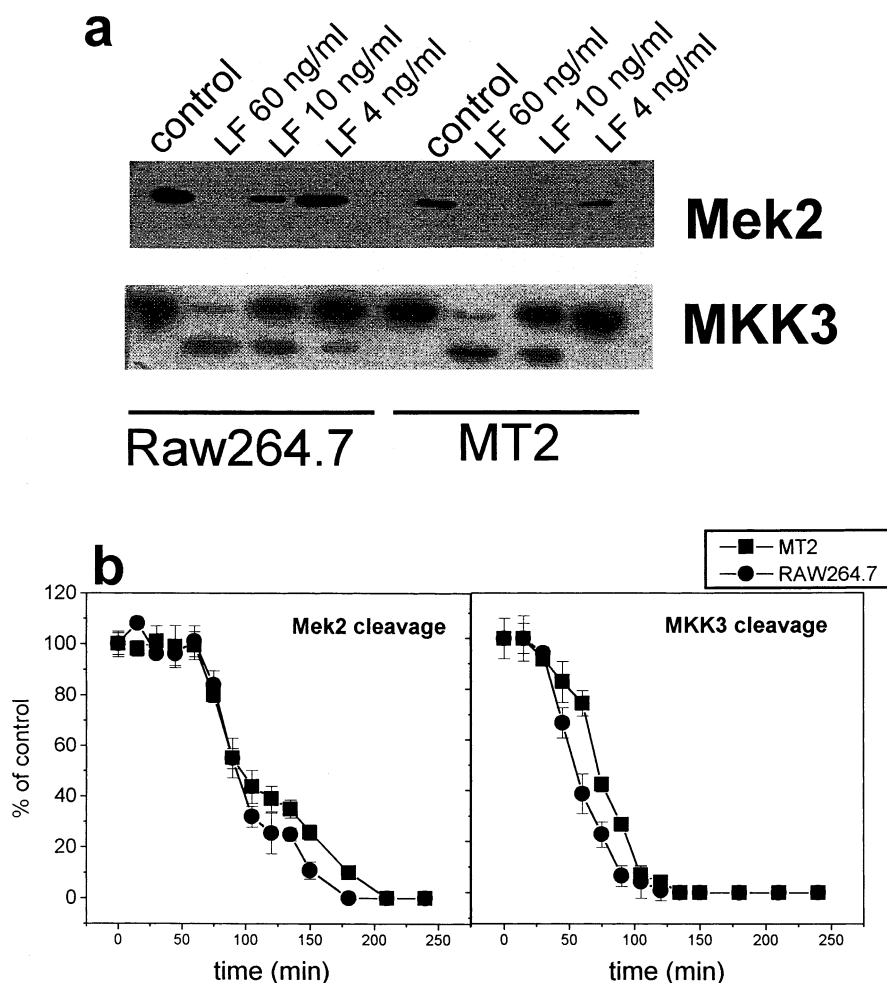 a
control
LF 60 ng/ml
LF 10 ng/ml
LF 4 ng/ml
control
LF 60 ng/ml
LF 10 ng/ml
LF 4 ng/ml
Mek2
MKK3
Raw264.7
MT2
b
MT2
RAW264.7
Mek2 cleavage
MKK3 cleavage
% of control
120
100
80
60
40
20
0
0 50 100 150 200 250
0 50 100 150 200 250
time (min)
time (min)